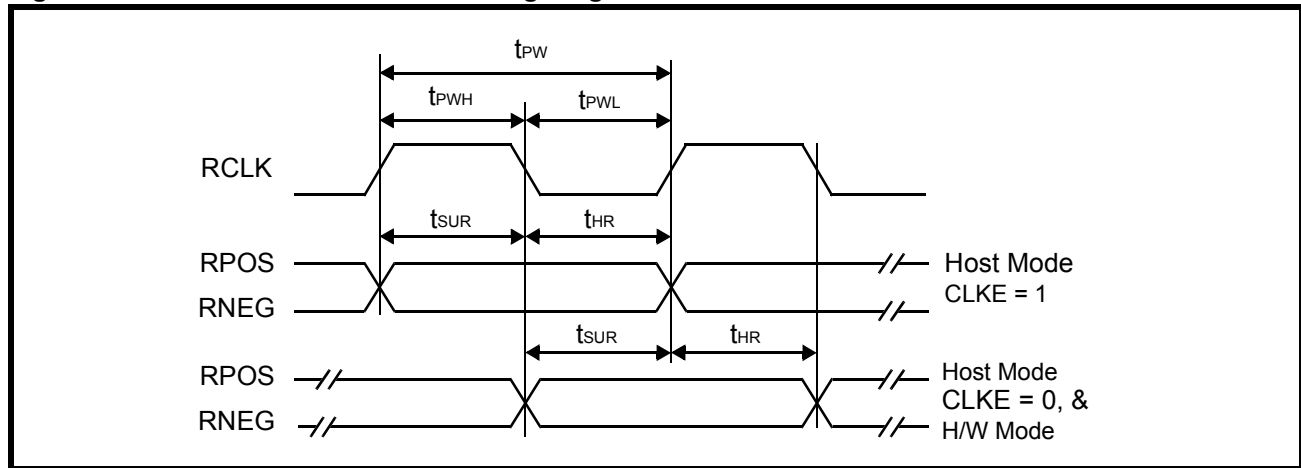 tPW
tPWH
tPWL
RCLK
tSUR
tHR
RPOS
RNEG
Host Mode
CLKE = 1
tSUR
tHR
RPOS
RNEG
Host Mode
CLKE = 0, &
H/W Mode